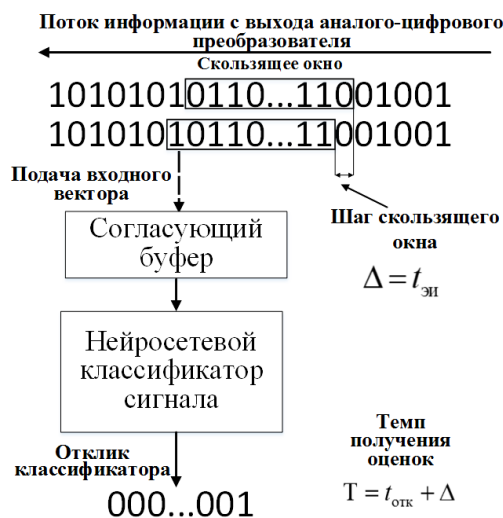 Поток информации с выхода аналого-цифрового
преобразователя
Скользящее окно
10101010110...11001001
10101010110...11001001
Подача входного
вектора
Шаг скользящего
окна
Δ = tэи
Согласующий
буфер
Нейросетевой
классификатор
сигнала
Отклик
классификатора
000...001
Темп
получения
оценок
T = tотк + Δ